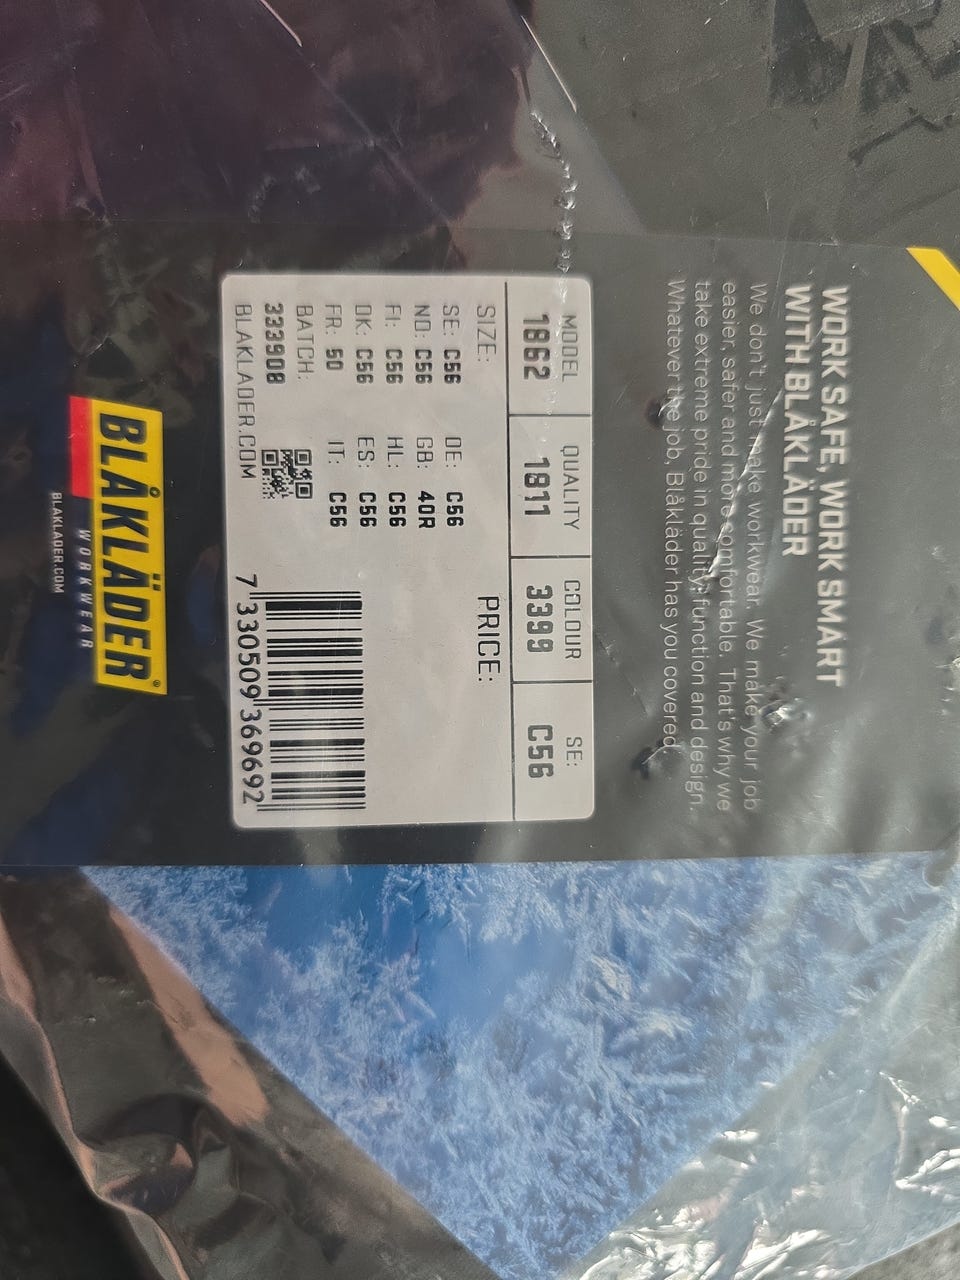 WORK SAFE, WORK SMART
WITH BLÅKLÄDER
We don't just make workwear. We make your job
easier, safer and more comfortable. That's why we
take extreme pride in quality, function and design.
Whatever the job, Blåkläder has you covered.
MODEL QUALITY COLOUR SE:
1862 1811 3399 C56
SIZE: PRICE:
SE: C56 DE: C56
NO: C56 GB: 40R
FI: C56 HL: C56
DK: C56 ES: C56
FR: 50 IT: C56
BATCH:
333908
BLAKLADER.COM
7 330509 369692
BLÅKLÄDER®
WORKWEAR
BLAKLADER.COM